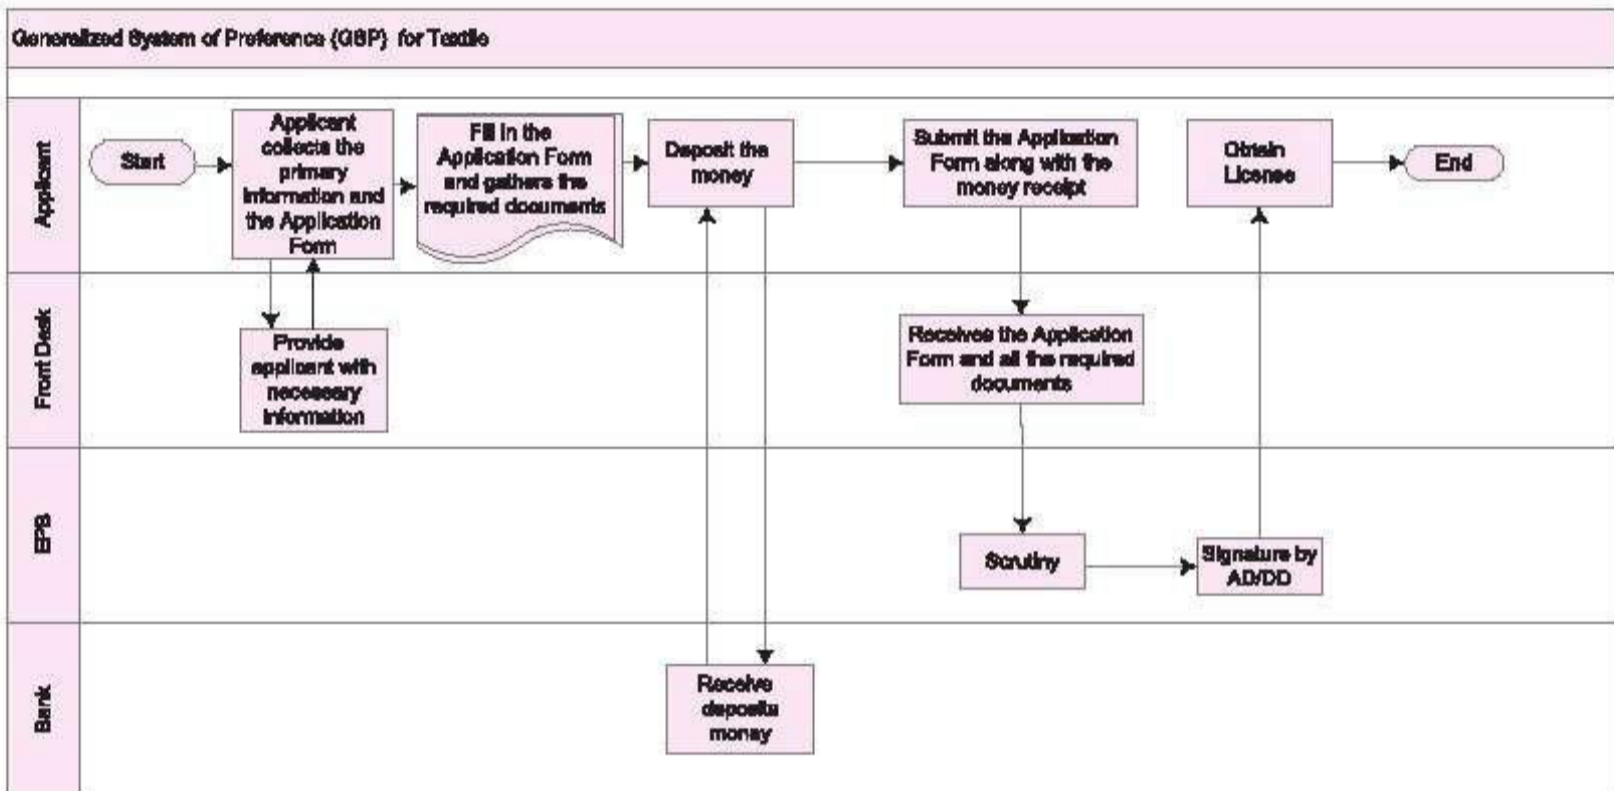 Generalized System of Preference (GSP) for Textile
Applicant
Start
Applicant
collects the
primary
information and
the Application
Form
Fill in the
Application Form
and gathers the
required documents
Deposit the
money
Submit the Application
Form along with the
money receipt
Obtain
License
End
Front Desk
Provide
applicant with
necessary
information
Receives the Application
Form and all the required
documents
EPB
Scrutiny
Signature by
AD/DD
Bank
Receive
deposits
money